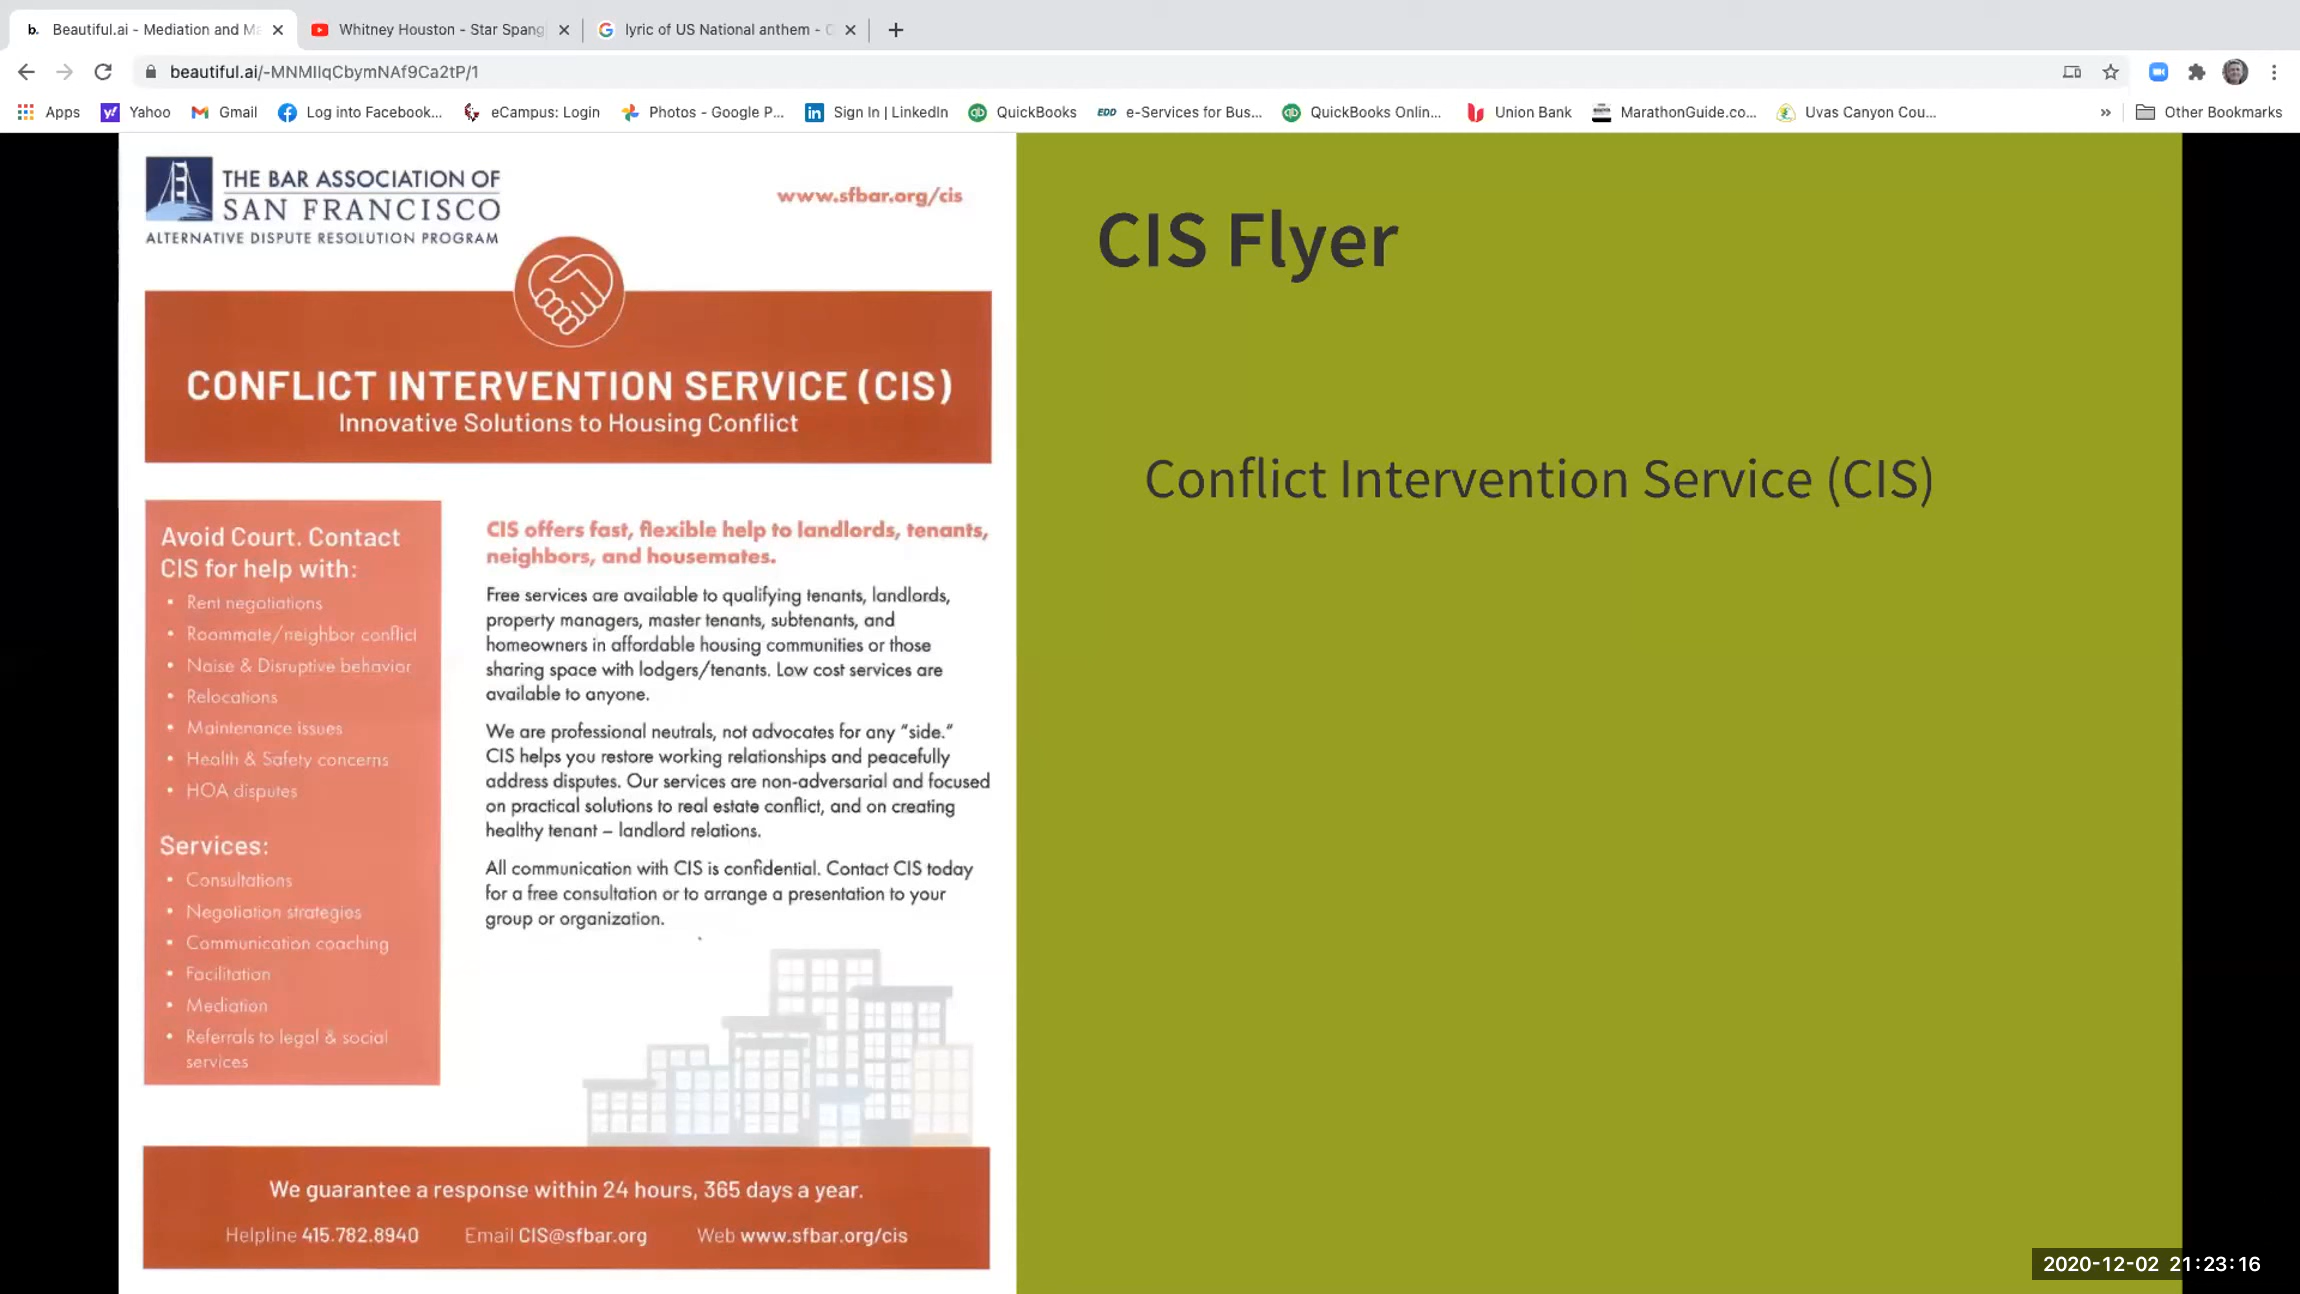 b. Beautiful.ai - Mediation and Ma
Whitney Houston - Star Spang
lyric of US National anthem -
beautiful.ai/-MNMIlqCbymNAf9Ca2tP/1
Apps Yahoo Gmail Log into Facebook... eCampus: Login Photos - Google P... Sign In | LinkedIn QuickBooks EDD e-Services for Bus... QuickBooks Onlin... Union Bank MarathonGuide.co... Uvas Canyon Cou... » Other Bookmarks
THE BAR ASSOCIATION OF
SAN FRANCISCO
ALTERNATIVE DISPUTE RESOLUTION PROGRAM
www.sfbar.org/cis
CONFLICT INTERVENTION SERVICE (CIS)
Innovative Solutions to Housing Conflict
Avoid Court. Contact
CIS for help with:
• Rent negotiations
• Roommate/neighbor conflict
• Noise & Disruptive behavior
• Relocations
• Maintenance issues
• Health & Safety concerns
• HOA disputes
Services:
• Consultations
• Negotiation strategies
• Communication coaching
• Facilitation
• Mediation
• Referrals to legal & social
services
CIS offers fast, flexible help to landlords, tenants,
neighbors, and housemates.
Free services are available to qualifying tenants, landlords,
property managers, master tenants, subtenants, and
homeowners in affordable housing communities or those
sharing space with lodgers/tenants. Low cost services are
available to anyone.
We are professional neutrals, not advocates for any “side.”
CIS helps you restore working relationships and peacefully
address disputes. Our services are non-adversarial and focused
on practical solutions to real estate conflict, and on creating
healthy tenant – landlord relations.
All communication with CIS is confidential. Contact CIS today
for a free consultation or to arrange a presentation to your
group or organization.
We guarantee a response within 24 hours, 365 days a year.
Helpline 415.782.8940 Email CIS@sfbar.org Web www.sfbar.org/cis
CIS Flyer
Conflict Intervention Service (CIS)
2020-12-02 21:23:16